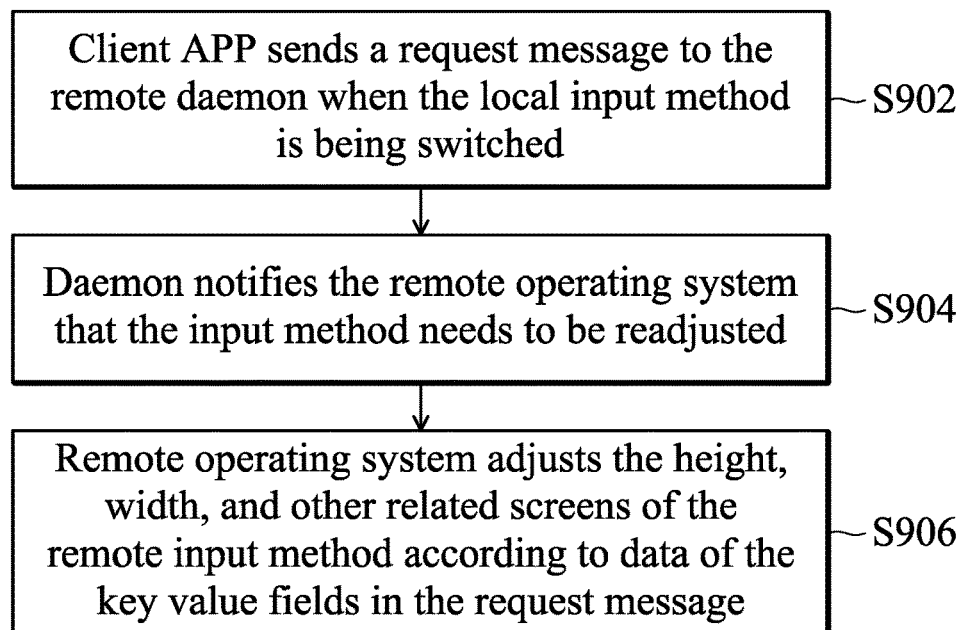 Client APP sends a request message to the
remote daemon when the local input method
is being switched
S902
Daemon notifies the remote operating system
that the input method needs to be readjusted
S904
Remote operating system adjusts the height,
width, and other related screens of the
remote input method according to data of the
key value fields in the request message
S906